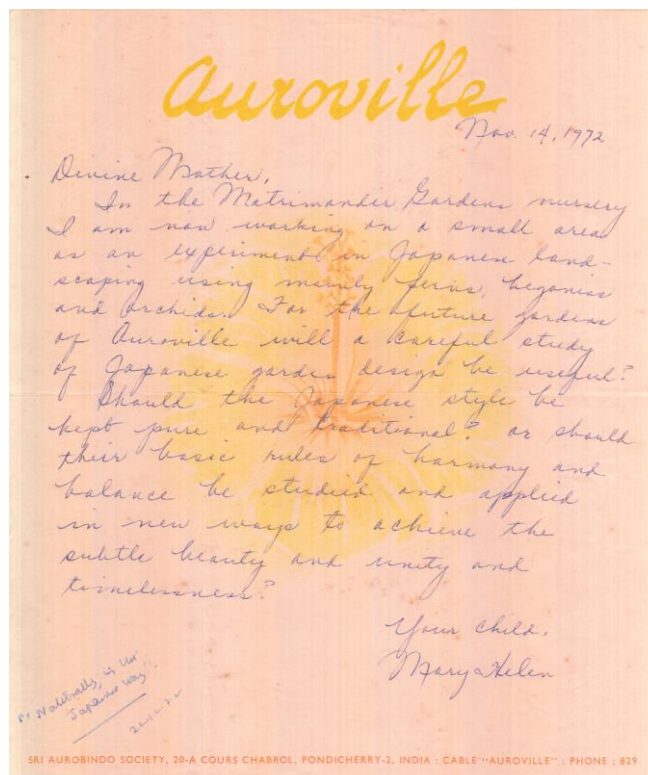 Auroville
Nov. 14, 1972
Divine Mother,
In the Matrimandir Gardens nursery
I am now working on a small area
as an experiment in Japanese land-
scaping using mainly ferns, begonias
and orchids. For the future gardens
of Auroville will a careful study
of Japanese garden design be useful?
Should the Japanese style be
kept pure and traditional? or should
their basic rules of harmony and
balance be studied and applied
in new ways to achieve the
subtle beauty and unity and
timelessness?
Your child,
Mary Helen
Naturally, is
Japanese way
SRI AUROBINDO SOCIETY, 20-A COURS CHABROL, PONDICHERRY-2, INDIA : CABLE "AUROVILLE" : PHONE : 829